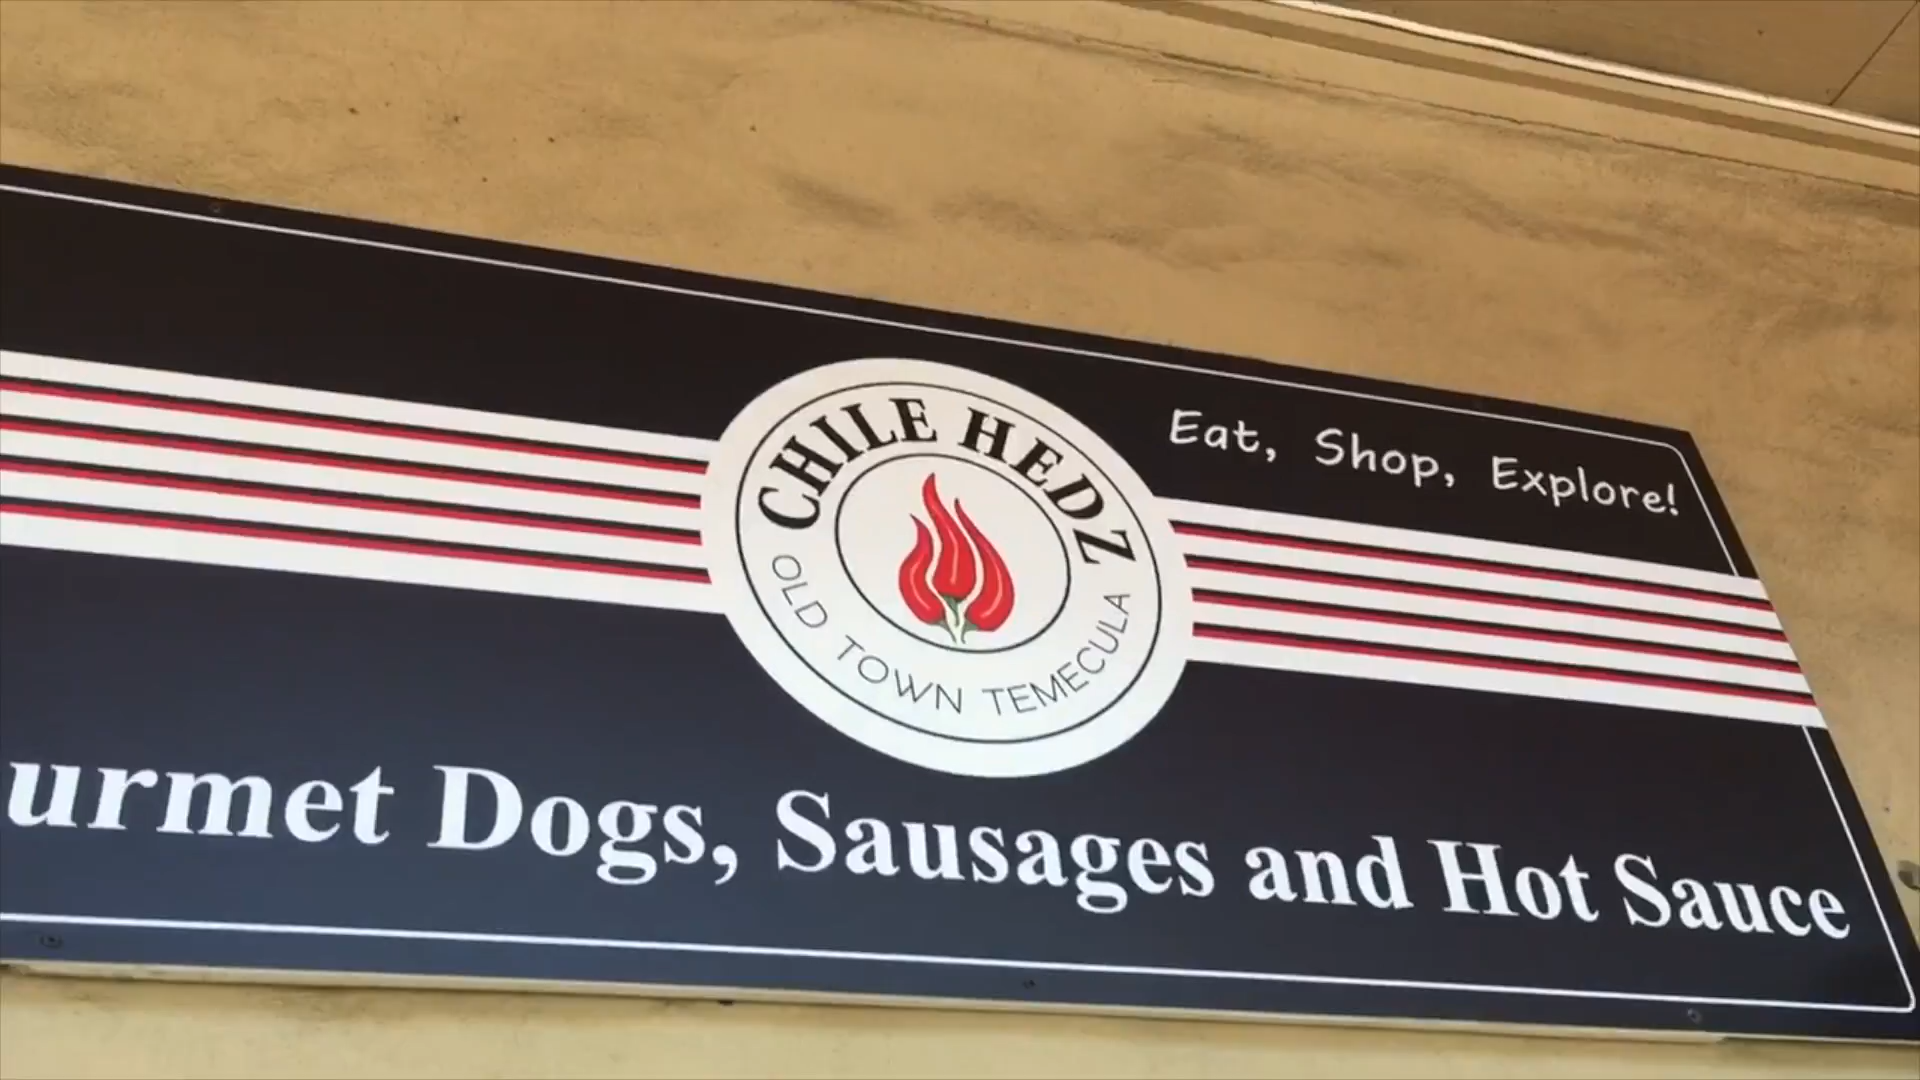 Eat, Shop, Explore!
CHILE HEDZ
OLD TOWN TEMECULA
urmet Dogs, Sausages and Hot Sauce